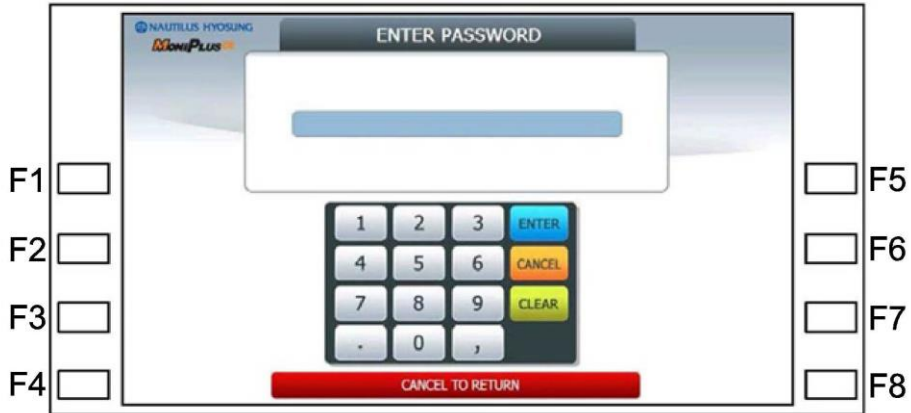 NAUTILUS HYOSUNG
MoniPlus
ENTER PASSWORD
F1
F5
1 2 3 ENTER
F2
F6
4 5 6 CANCEL
F3
F7
7 8 9 CLEAR
. 0 ,
F4
F8
CANCEL TO RETURN